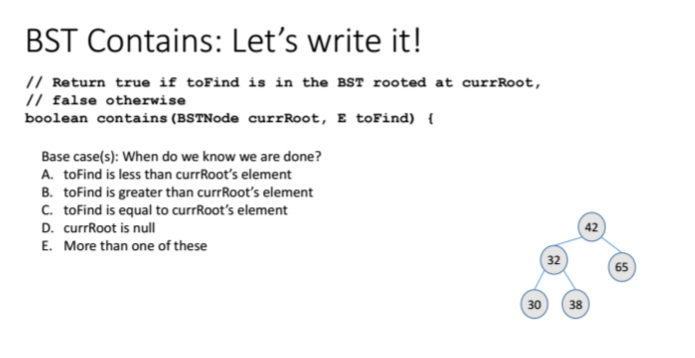 BST Contains: Let's write it!
// Return true if toFind is in the BST rooted at currRoot,
// false otherwise
boolean contains(BSTNode currRoot, E toFind) {
Base case(s): When do we know we are done?
A. toFind is less than currRoot's element
B. toFind is greater than currRoot's element
C. toFind is equal to currRoot's element
D. currRoot is null
E. More than one of these
42
32
65
30
38